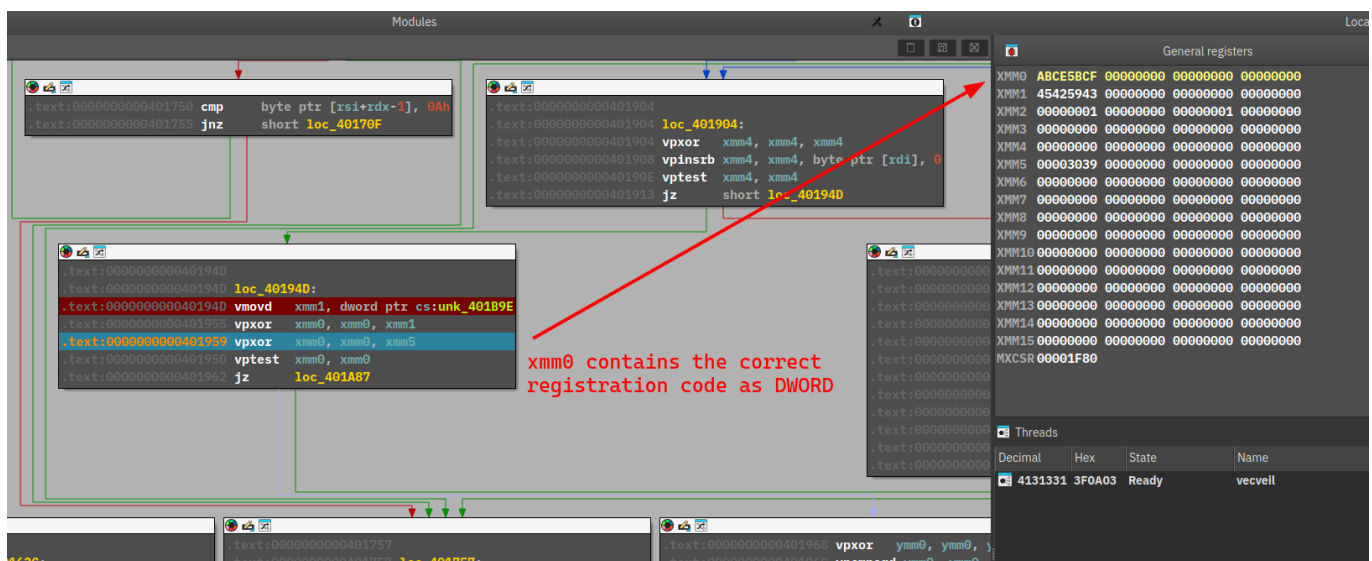 Modules
Loca
General registers
.text:0000000000401750 cmp byte ptr [rsi+rdx-1], 0Ah
.text:0000000000401755 jnz short loc_40170F
.text:0000000000401904
.text:0000000000401904 loc_401904:
.text:0000000000401904 vpxor xmm4, xmm4, xmm4
.text:0000000000401908 vpinsrb xmm4, xmm4, byte ptr [rdi], 0
.text:000000000040190E vptest xmm4, xmm4
.text:0000000000401913 jz short loc_40194D
.text:000000000040194D
.text:000000000040194D loc_40194D:
.text:000000000040194D vmovd xmm1, dword ptr cs:unk_401B9E
.text:0000000000401955 vpxor xmm0, xmm0, xmm1
.text:0000000000401959 vpxor xmm0, xmm0, xmm5
.text:000000000040195D vptest xmm0, xmm0
.text:0000000000401962 jz loc_401A87
xmm0 contains the correct
registration code as DWORD
.text:0000000000401757
.text:0000000000401968 vpxor ymm0, ymm0, y
XMM0 ABCE5BCF 00000000 00000000 00000000
XMM1 45425943 00000000 00000000 00000000
XMM2 00000001 00000000 00000001 00000000
XMM3 00000000 00000000 00000000 00000000
XMM4 00000000 00000000 00000000 00000000
XMM5 00003039 00000000 00000000 00000000
XMM6 00000000 00000000 00000000 00000000
XMM7 00000000 00000000 00000000 00000000
XMM8 00000000 00000000 00000000 00000000
XMM9 00000000 00000000 00000000 00000000
XMM10 00000000 00000000 00000000 00000000
XMM11 00000000 00000000 00000000 00000000
XMM12 00000000 00000000 00000000 00000000
XMM13 00000000 00000000 00000000 00000000
XMM14 00000000 00000000 00000000 00000000
XMM15 00000000 00000000 00000000 00000000
MXCSR 00001F80
Threads
Decimal Hex State Name
4131331 3F0A03 Ready vecveil